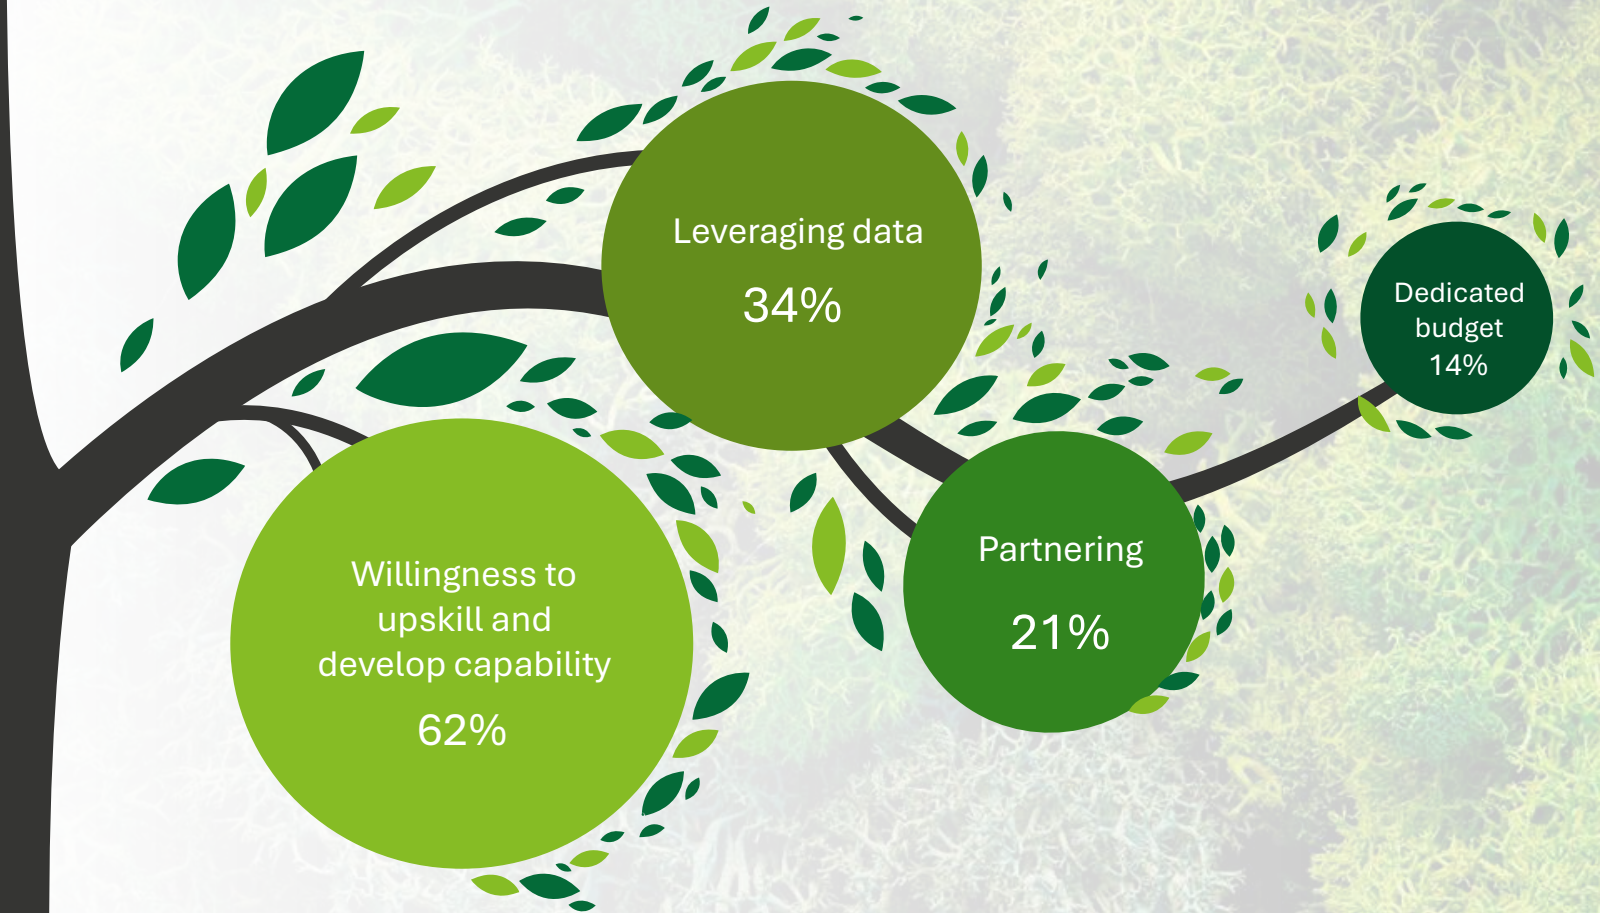 Leveraging data
34%
Dedicated
budget
14%
Willingness to
upskill and
develop capability
62%
Partnering
21%